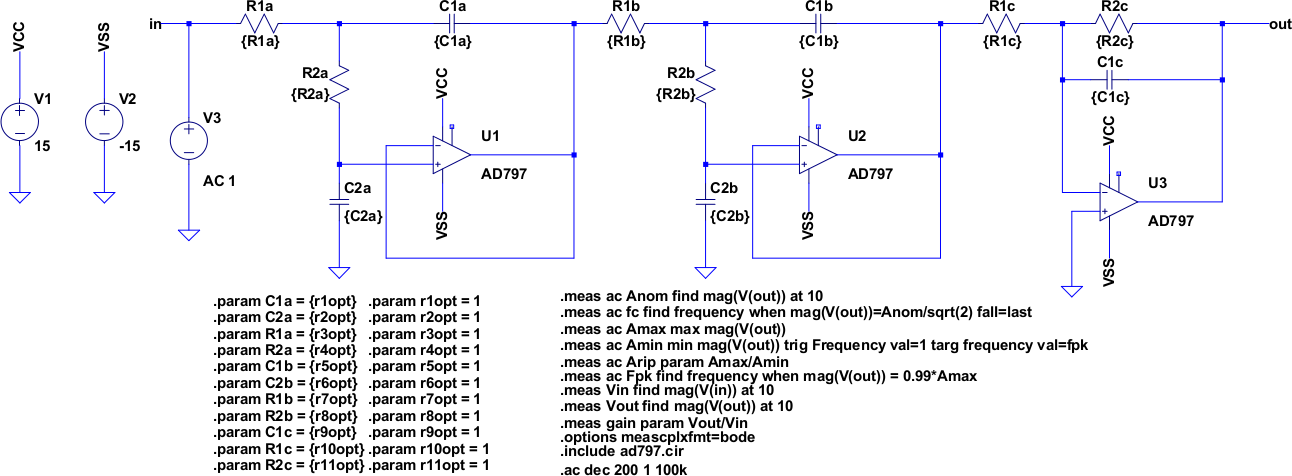 R1a
C1a
R1b
C1b
R1c
R2c
in
out
{R1a}
{C1a}
{R1b}
{C1b}
{R1c}
{R2c}
VCC
VSS
R2a
{R2a}
R2b
{R2b}
C1c
{C1c}
V1
V2
V3
VCC
VCC
VCC
15
-15
AC 1
U1
AD797
U2
AD797
U3
AD797
C2a
{C2a}
C2b
{C2b}
VSS
VSS
VSS
.param C1a = {r1opt} .param r1opt = 1
.param C2a = {r2opt} .param r2opt = 1
.param R1a = {r3opt} .param r3opt = 1
.param R2a = {r4opt} .param r4opt = 1
.param C1b = {r5opt} .param r5opt = 1
.param C2b = {r6opt} .param r6opt = 1
.param R1b = {r7opt} .param r7opt = 1
.param R2b = {r8opt} .param r8opt = 1
.param C1c = {r9opt} .param r9opt = 1
.param R1c = {r10opt} .param r10opt = 1
.param R2c = {r11opt} .param r11opt = 1
.meas ac Anom find mag(V(out)) at 10
.meas ac fc find frequency when mag(V(out))=Anom/sqrt(2) fall=last
.meas ac Amax max mag(V(out))
.meas ac Amin min mag(V(out)) trig Frequency val=1 targ frequency val=fpk
.meas ac Arip param Amax/Amin
.meas ac Fpk find frequency when mag(V(out)) = 0.99*Amax
.meas Vin find mag(V(in)) at 10
.meas Vout find mag(V(out)) at 10
.meas gain param Vout/Vin
.options meascplxfmt=bode
.include ad797.cir
.ac dec 200 1 100k